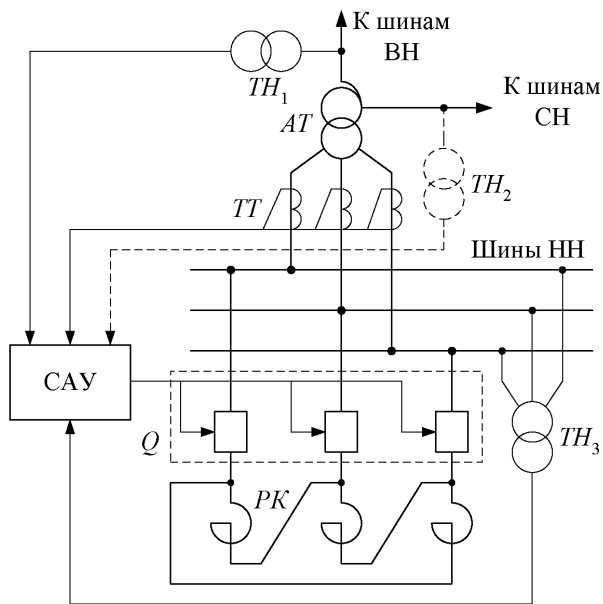 К шинам
ВН
ТН1
АТ
К шинам
СН
ТТ
ТН2
Шины НН
САУ
Q
РК
ТН3